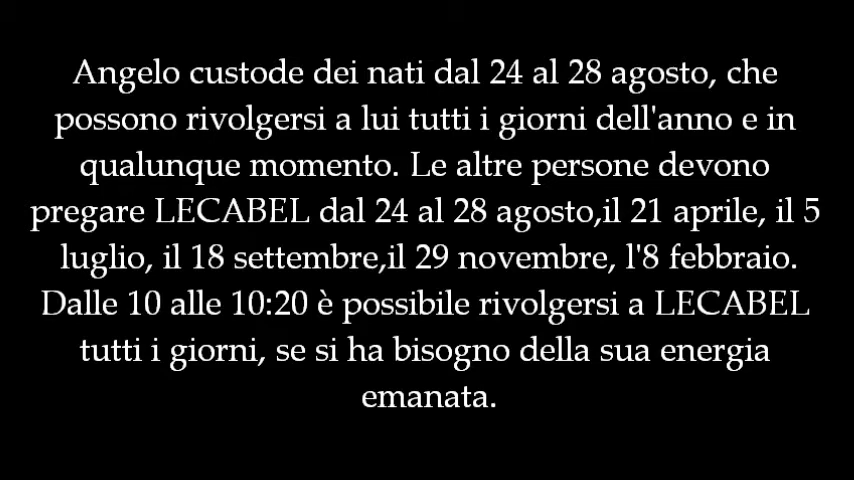 Angelo custode dei nati dal 24 al 28 agosto, che
possono rivolgersi a lui tutti i giorni dell'anno e in
qualunque momento. Le altre persone devono
pregare LECABEL dal 24 al 28 agosto,il 21 aprile, il 5
luglio, il 18 settembre,il 29 novembre, l'8 febbraio.
Dalle 10 alle 10:20 è possibile rivolgersi a LECABEL
tutti i giorni, se si ha bisogno della sua energia
emanata.